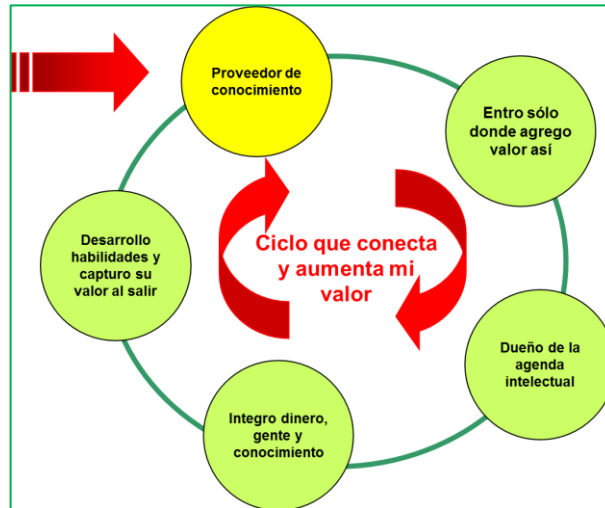 Proveedor de
conocimiento
Entro sólo
donde agrego
valor así
Dueño de la
agenda
intelectual
Integro dinero,
gente y
conocimiento
Desarrollo
habilidades y
capturo su
valor al salir
Ciclo que conecta
y aumenta mi
valor